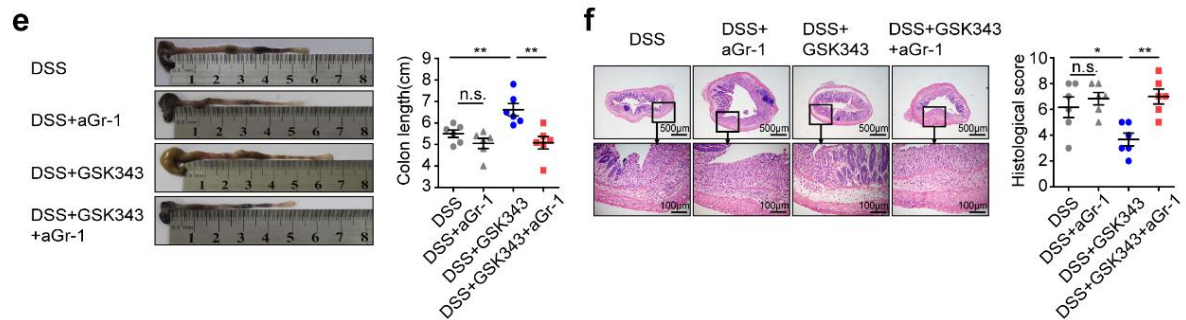 e
DSS
DSS+aGr-1
DSS+GSK343
DSS+GSK343
+aGr-1
1 2 3 4 5 6 7 8
1 2 3 4 5 6 7 8
1 2 3 4 5 6 7 8
1 2 3 4 5 6 7 8
Colon length(cm)
9
8
7
6
5
4
3
** **
n.s.
DSS
DSS+aGr-1
DSS+GSK343
DSS+GSK343+aGr-1
f
DSS
DSS+
aGr-1
DSS+
GSK343
DSS+GSK343
+aGr-1
500μm 500μm 500μm 500μm
100μm 100μm 100μm 100μm
Histological score
10
8
6
4
2
0
* **
n.s.
DSS
DSS+aGr-1
DSS+GSK343
DSS+GSK343+aGr-1